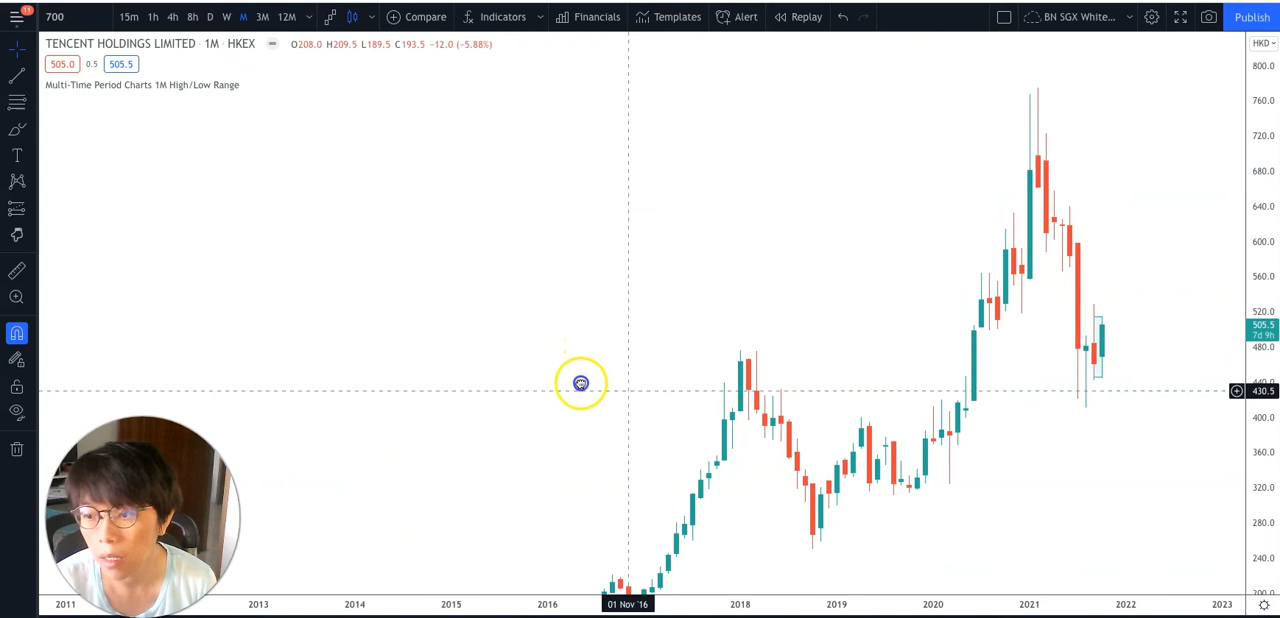 11
700
15m 1h 4h 8h D W M 3M 12M
Compare
Indicators
Financials
Templates
Alert
Replay
BN SGX White...
Publish
TENCENT HOLDINGS LIMITED · 1M · HKEX
O208.0 H209.5 L189.5 C193.5 −12.0 (−5.88%)
505.0 0.5 505.5
Multi-Time Period Charts 1M High/Low Range
HKD
800.0
760.0
720.0
680.0
640.0
600.0
560.0
520.0
505.5
7d 9h
480.0
440.0
430.5
400.0
360.0
320.0
280.0
240.0
200.0
2011 2013 2014 2015 2016 01 Nov '16 2018 2019 2020 2021 2022 2023